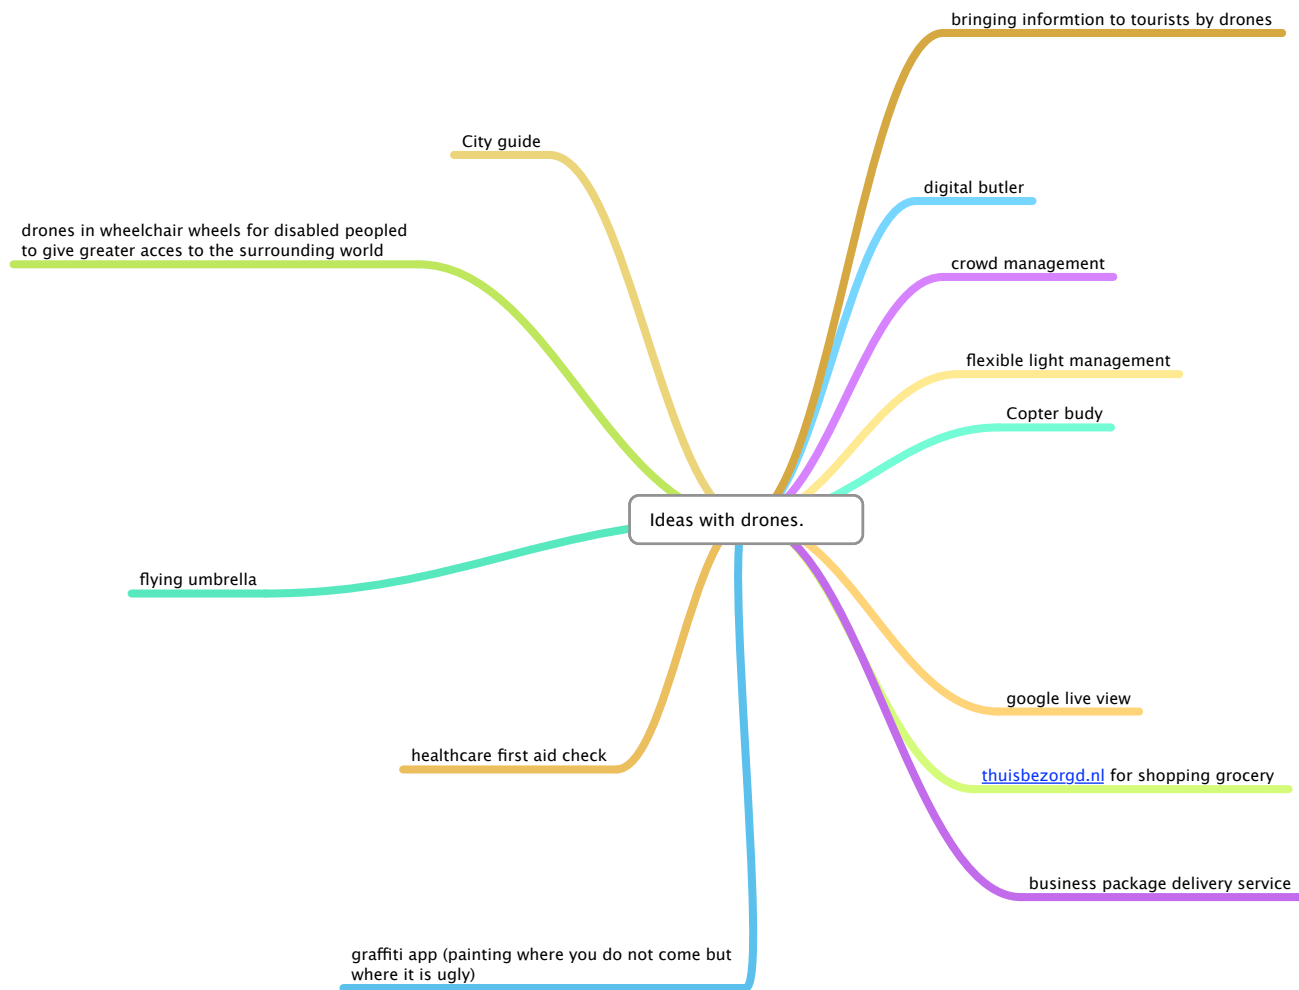 bringing informtion to tourists by drones
City guide
digital butler
drones in wheelchair wheels for disabled peopled
to give greater acces to the surrounding world
crowd management
flexible light management
Copter budy
Ideas with drones.
flying umbrella
google live view
healthcare first aid check
thuisbezorgd.nl for shopping grocery
business package delivery service
graffiti app (painting where you do not come but
where it is ugly)